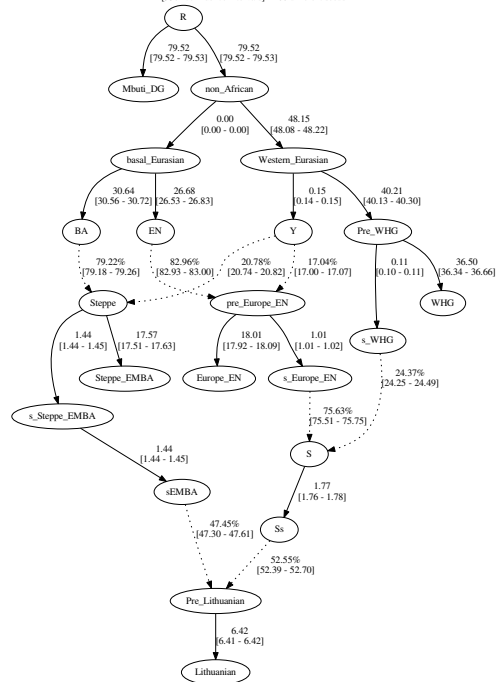 R
79.52
[79.52 - 79.53]
79.52
[79.52 - 79.53]
Mbuti_DG
non_African
0.00
[0.00 - 0.00]
48.15
[48.08 - 48.22]
basal_Eurasian
Western_Eurasian
30.64
[30.56 - 30.72]
26.68
[26.53 - 26.83]
0.15
[0.14 - 0.15]
40.21
[40.13 - 40.30]
BA
EN
Y
Pre_WHG
79.22%
[79.18 - 79.26]
82.96%
[82.93 - 83.00]
20.78%
[20.74 - 20.82]
17.04%
[17.00 - 17.07]
0.11
[0.10 - 0.11]
36.50
[36.34 - 36.66]
Steppe
pre_Europe_EN
WHG
s_WHG
1.44
[1.44 - 1.45]
17.57
[17.51 - 17.63]
18.01
[17.92 - 18.09]
1.01
[1.01 - 1.02]
24.37%
[24.25 - 24.49]
Steppe_EMBA
Europe_EN
s_Europe_EN
s_Steppe_EMBA
75.63%
[75.51 - 75.75]
S
1.44
[1.44 - 1.45]
1.77
[1.76 - 1.78]
sEMBA
Ss
47.45%
[47.30 - 47.61]
52.55%
[52.39 - 52.70]
Pre_Lithuanian
6.42
[6.41 - 6.42]
Lithuanian